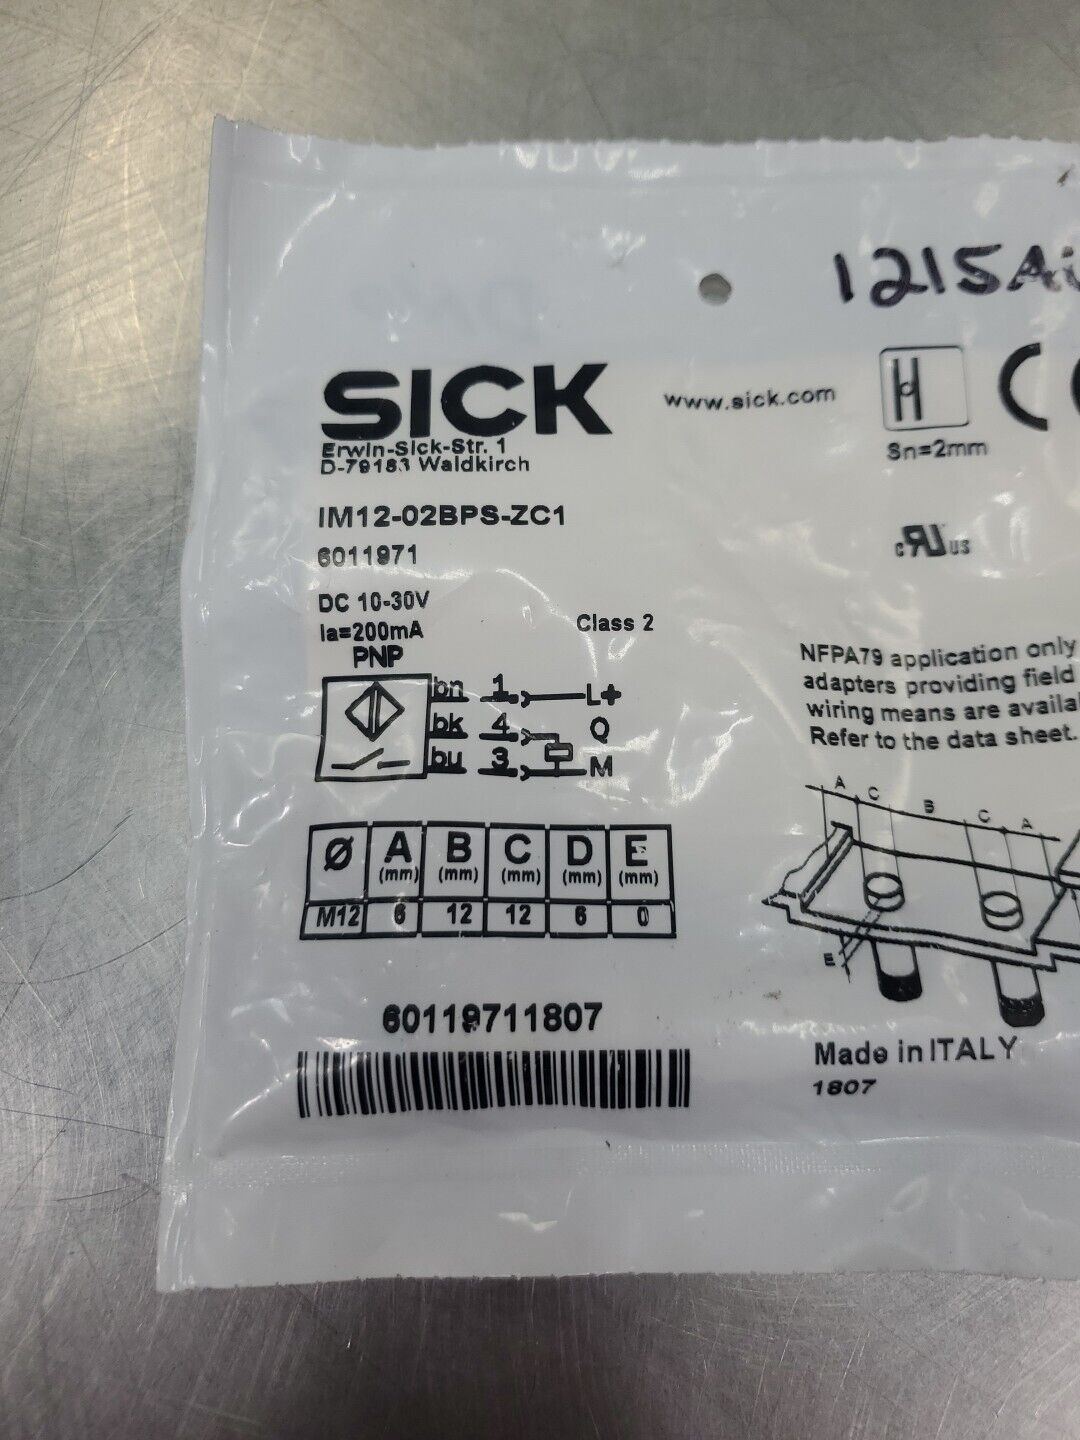 1215A
SICK
www.sick.com
Erwin-Sick-Str. 1
D-79183 Waldkirch
Sn=2mm
IM12-02BPS-ZC1
6011971
c RU US
DC 10-30V
Ia=200mA
Class 2
PNP
bn 1 L+
bk 4 Q
bu 3 M
NFPA79 application only
adapters providing field
wiring means are availa
Refer to the data sheet.
A C B C A
E
Ø A (mm) B (mm) C (mm) D (mm) E (mm)
M12 6 12 12 6 0
60119711807
Made in ITALY
1807